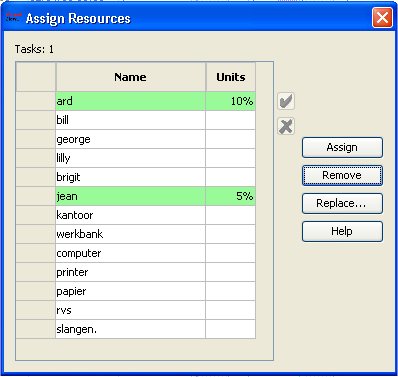 Assign Resources
Tasks: 1
Name Units
ard 10%
bill
george
lilly
brigit
jean 5%
kantoor
werkbank
computer
printer
papier
rvs
slangen.
Assign
Remove
Replace...
Help